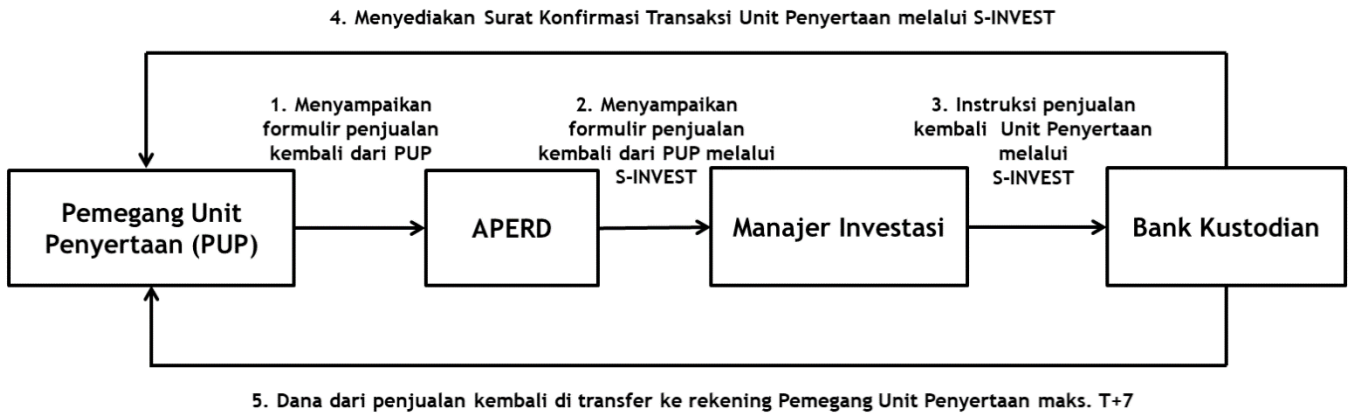 4. Menyediakan Surat Konfirmasi Transaksi Unit Penyertaan melalui S-INVEST
1. Menyampaikan
formulir penjualan
kembali dari PUP
2. Menyampaikan
formulir penjualan
kembali dari PUP melalui
S-INVEST
3. Instruksi penjualan
kembali Unit Penyertaan
melalui
S-INVEST
Pemegang Unit
Penyertaan (PUP)
APERD
Manajer Investasi
Bank Kustodian
5. Dana dari penjualan kembali di transfer ke rekening Pemegang Unit Penyertaan maks. T+7